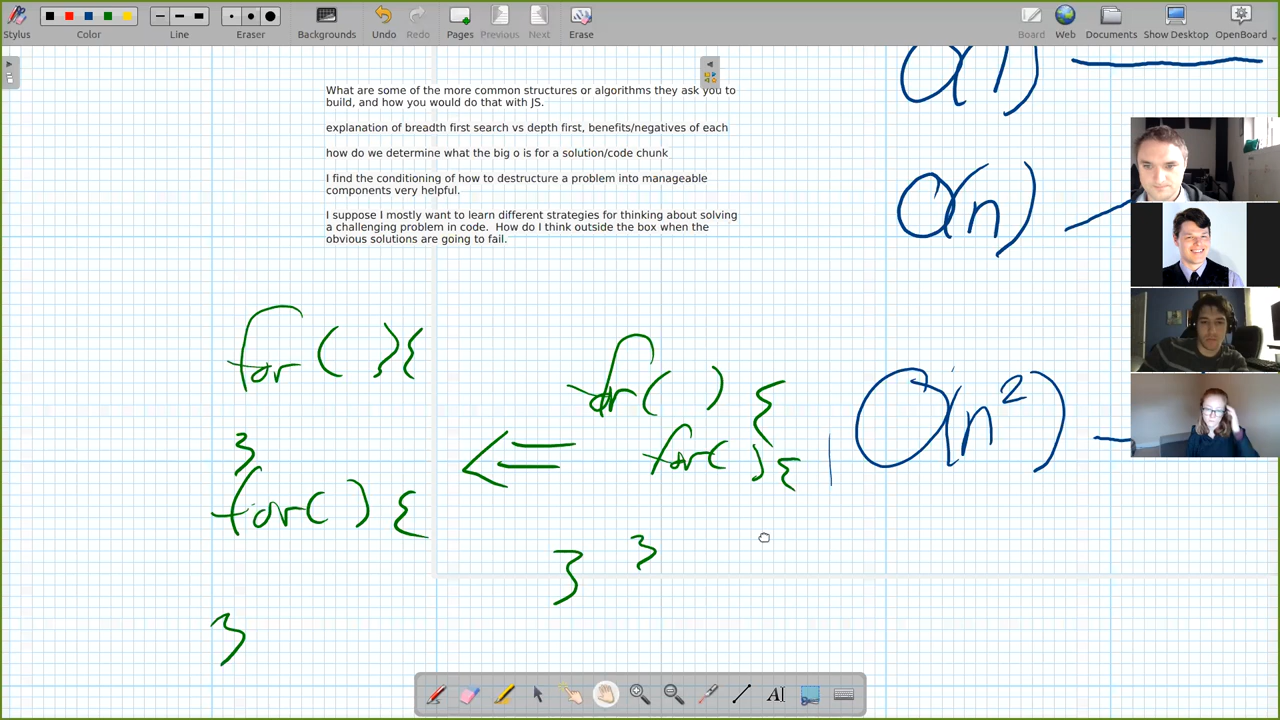 Stylus
Color
Line
Eraser
Backgrounds
Undo
Redo
Pages
Previous
Next
Erase
Board
Web
Documents
Show Desktop
OpenBoard
What are some of the more common structures or algorithms they ask you to
build, and how you would do that with JS.
explanation of breadth first search vs depth first, benefits/negatives of each
how do we determine what the big o is for a solution/code chunk
I find the conditioning of how to destructure a problem into manageable
components very helpful.
I suppose I mostly want to learn different strategies for thinking about solving
a challenging problem in code.  How do I think outside the box when the
obvious solutions are going to fail.
O(1)
O(n)
O(n²)
for( ){
}
for( ){
}
for( ) {
for( ){
}
}